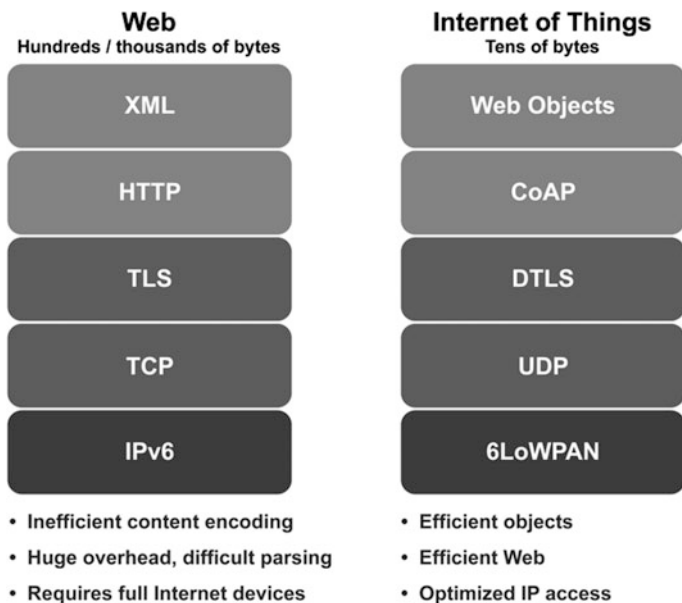 Web
Hundreds / thousands of bytes
XML
HTTP
TLS
TCP
IPv6
• Inefficient content encoding
• Huge overhead, difficult parsing
• Requires full Internet devices
Internet of Things
Tens of bytes
Web Objects
CoAP
DTLS
UDP
6LoWPAN
• Efficient objects
• Efficient Web
• Optimized IP access